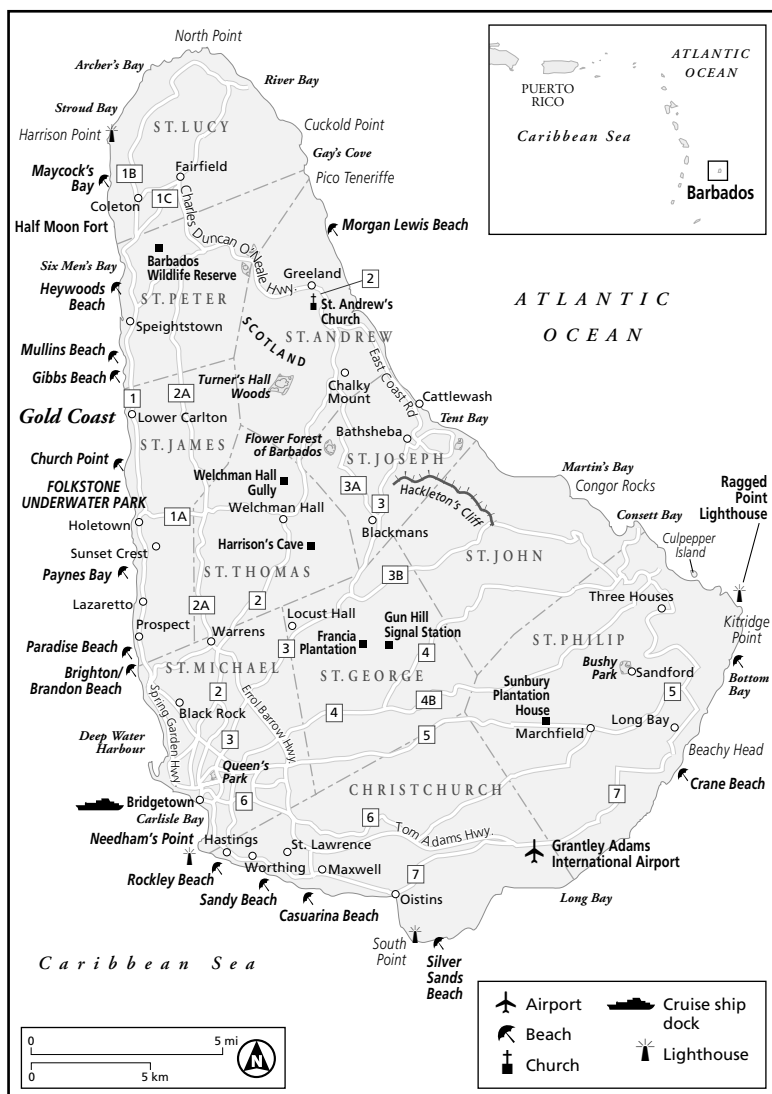 North Point
Archer's Bay
River Bay
Stroud Bay
Harrison Point
ST. LUCY
Cuckold Point
Gay's Cove
Pico Teneriffe
Maycock's
Bay
1B
Fairfield
1C
Coleton
Charles Duncan O'Neale Hwy.
Half Moon Fort
Morgan Lewis Beach
Barbados
Wildlife Reserve
Six Men's Bay
Heywoods
Beach
ST. PETER
Greeland
2
St. Andrew's
Church
Speightstown
SCOTLAND
ST. ANDREW
Mullins Beach
Gibbs Beach
Turner's Hall
Woods
Chalky
Mount
East Coast Rd
Cattlewash
1
2A
Gold Coast
Lower Carlton
Tent Bay
ST. JAMES
Flower Forest
of Barbados
Bathsheba
ST. JOSEPH
Church Point
Welchman Hall
Gully
3A
3
Hackleton's Cliff
Martin's Bay
Congor Rocks
FOLKSTONE
UNDERWATER PARK
1A
Welchman Hall
Holetown
Blackmans
Consett Bay
Ragged
Point
Lighthouse
Sunset Crest
Harrison's Cave
ST. JOHN
Culpepper
Island
Paynes Bay
ST. THOMAS
3B
Lazaretto
2A
2
Locust Hall
Three Houses
Prospect
Warrens
3
Francia
Plantation
Gun Hill
Signal Station
4
ST. PHILIP
Kitridge
Point
Paradise Beach
Brighton/
Brandon Beach
ST. MICHAEL
ST. GEORGE
Bushy
Park
Sandford
Bottom
Bay
Sunbury
Plantation
House
5
Spring Garden Hwy.
Black Rock
2
Errol Barrow Hwy.
4
4B
5
Marchfield
Long Bay
Deep Water
Harbour
3
Queen's
Park
Beachy Head
CHRISTCHURCH
7
Crane Beach
Bridgetown
Carlisle Bay
6
6
Tom Adams Hwy.
Needham's Point
Hastings
St. Lawrence
Grantley Adams
International Airport
Rockley Beach
Worthing
Maxwell
7
Sandy Beach
Casuarina Beach
Oistins
Long Bay
South
Point
Silver
Sands
Beach
Caribbean Sea
ATLANTIC
OCEAN
ATLANTIC
OCEAN
PUERTO
RICO
Caribbean Sea
Barbados
0
5 mi
0
5 km
N
Airport
Beach
Church
Cruise ship
dock
Lighthouse